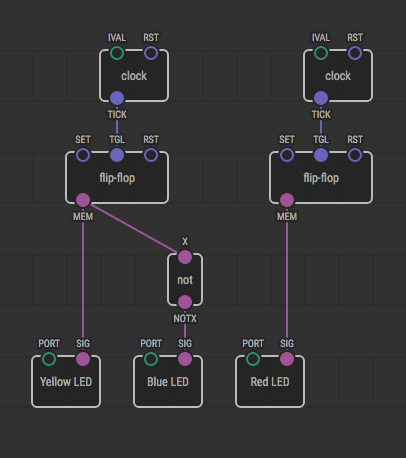 IVAL RST IVAL RST
clock clock
TICK TICK
SET TGL RST SET TGL RST
flip-flop flip-flop
MEM MEM
X
not
NOTX
PORT SIG PORT SIG PORT SIG
Yellow LED Blue LED Red LED